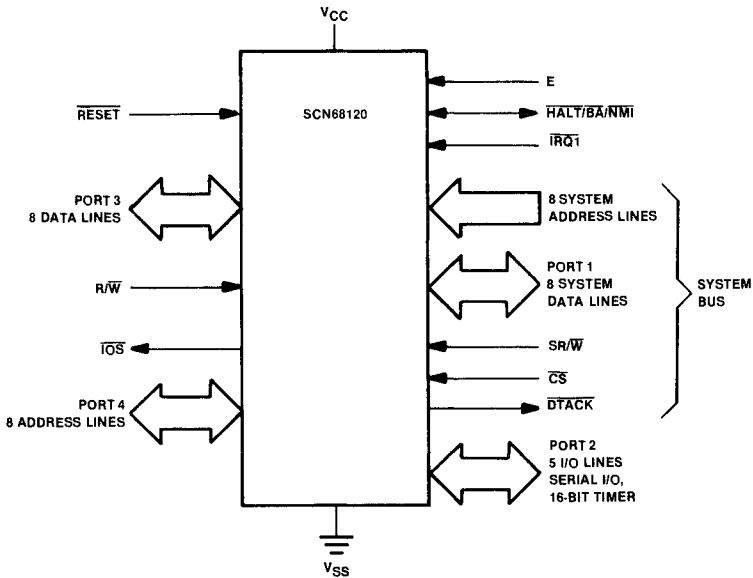 VCC
SCN68120
RESET
PORT 3
8 DATA LINES
R/W
IOS
PORT 4
8 ADDRESS LINES
E
HALT/BA/NMI
IRQ1
8 SYSTEM
ADDRESS LINES
PORT 1
8 SYSTEM
DATA LINES
SR/W
CS
DTACK
SYSTEM
BUS
PORT 2
5 I/O LINES
SERIAL I/O,
16-BIT TIMER
VSS